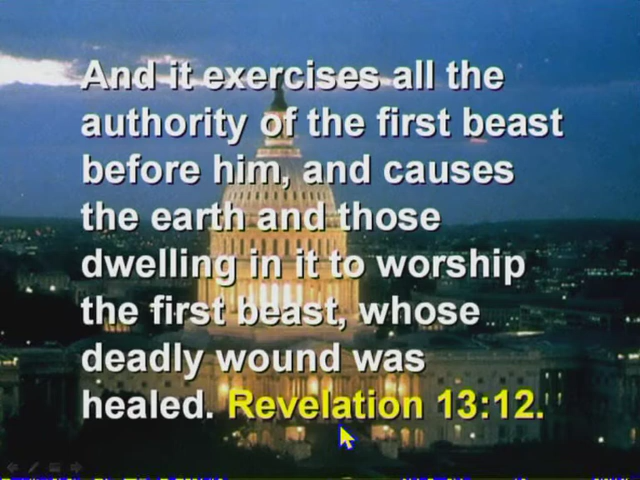 And it exercises all the
authority of the first beast
before him, and causes
the earth and those
dwelling in it to worship
the first beast, whose
deadly wound was
healed. Revelation 13:12.